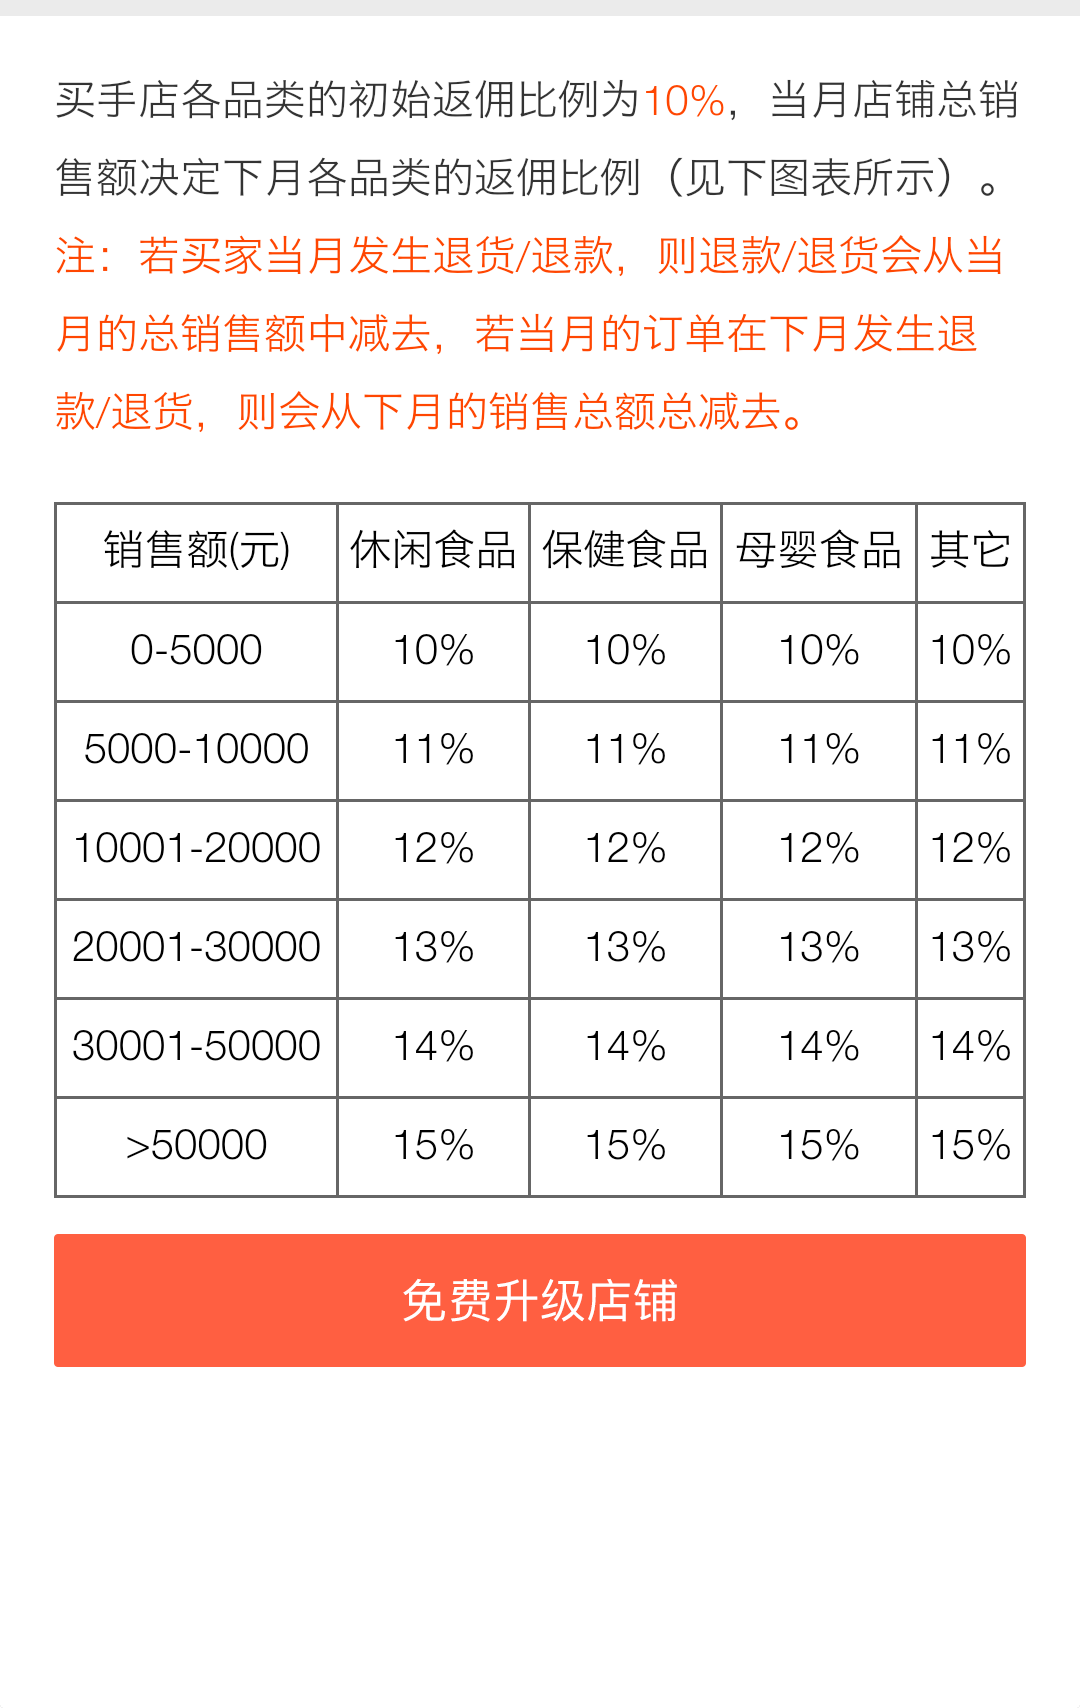 买手店各品类的初始返佣比例为10%，当月店铺总销
售额决定下月各品类的返佣比例（见下图表所示）。
注：若买家当月发生退货/退款，则退款/退货会从当
月的总销售额中减去，若当月的订单在下月发生退
款/退货，则会从下月的销售总额总减去。
销售额(元) 休闲食品 保健食品 母婴食品 其它
0-5000 10% 10% 10% 10%
5000-10000 11% 11% 11% 11%
10001-20000 12% 12% 12% 12%
20001-30000 13% 13% 13% 13%
30001-50000 14% 14% 14% 14%
>50000 15% 15% 15% 15%
免费升级店铺